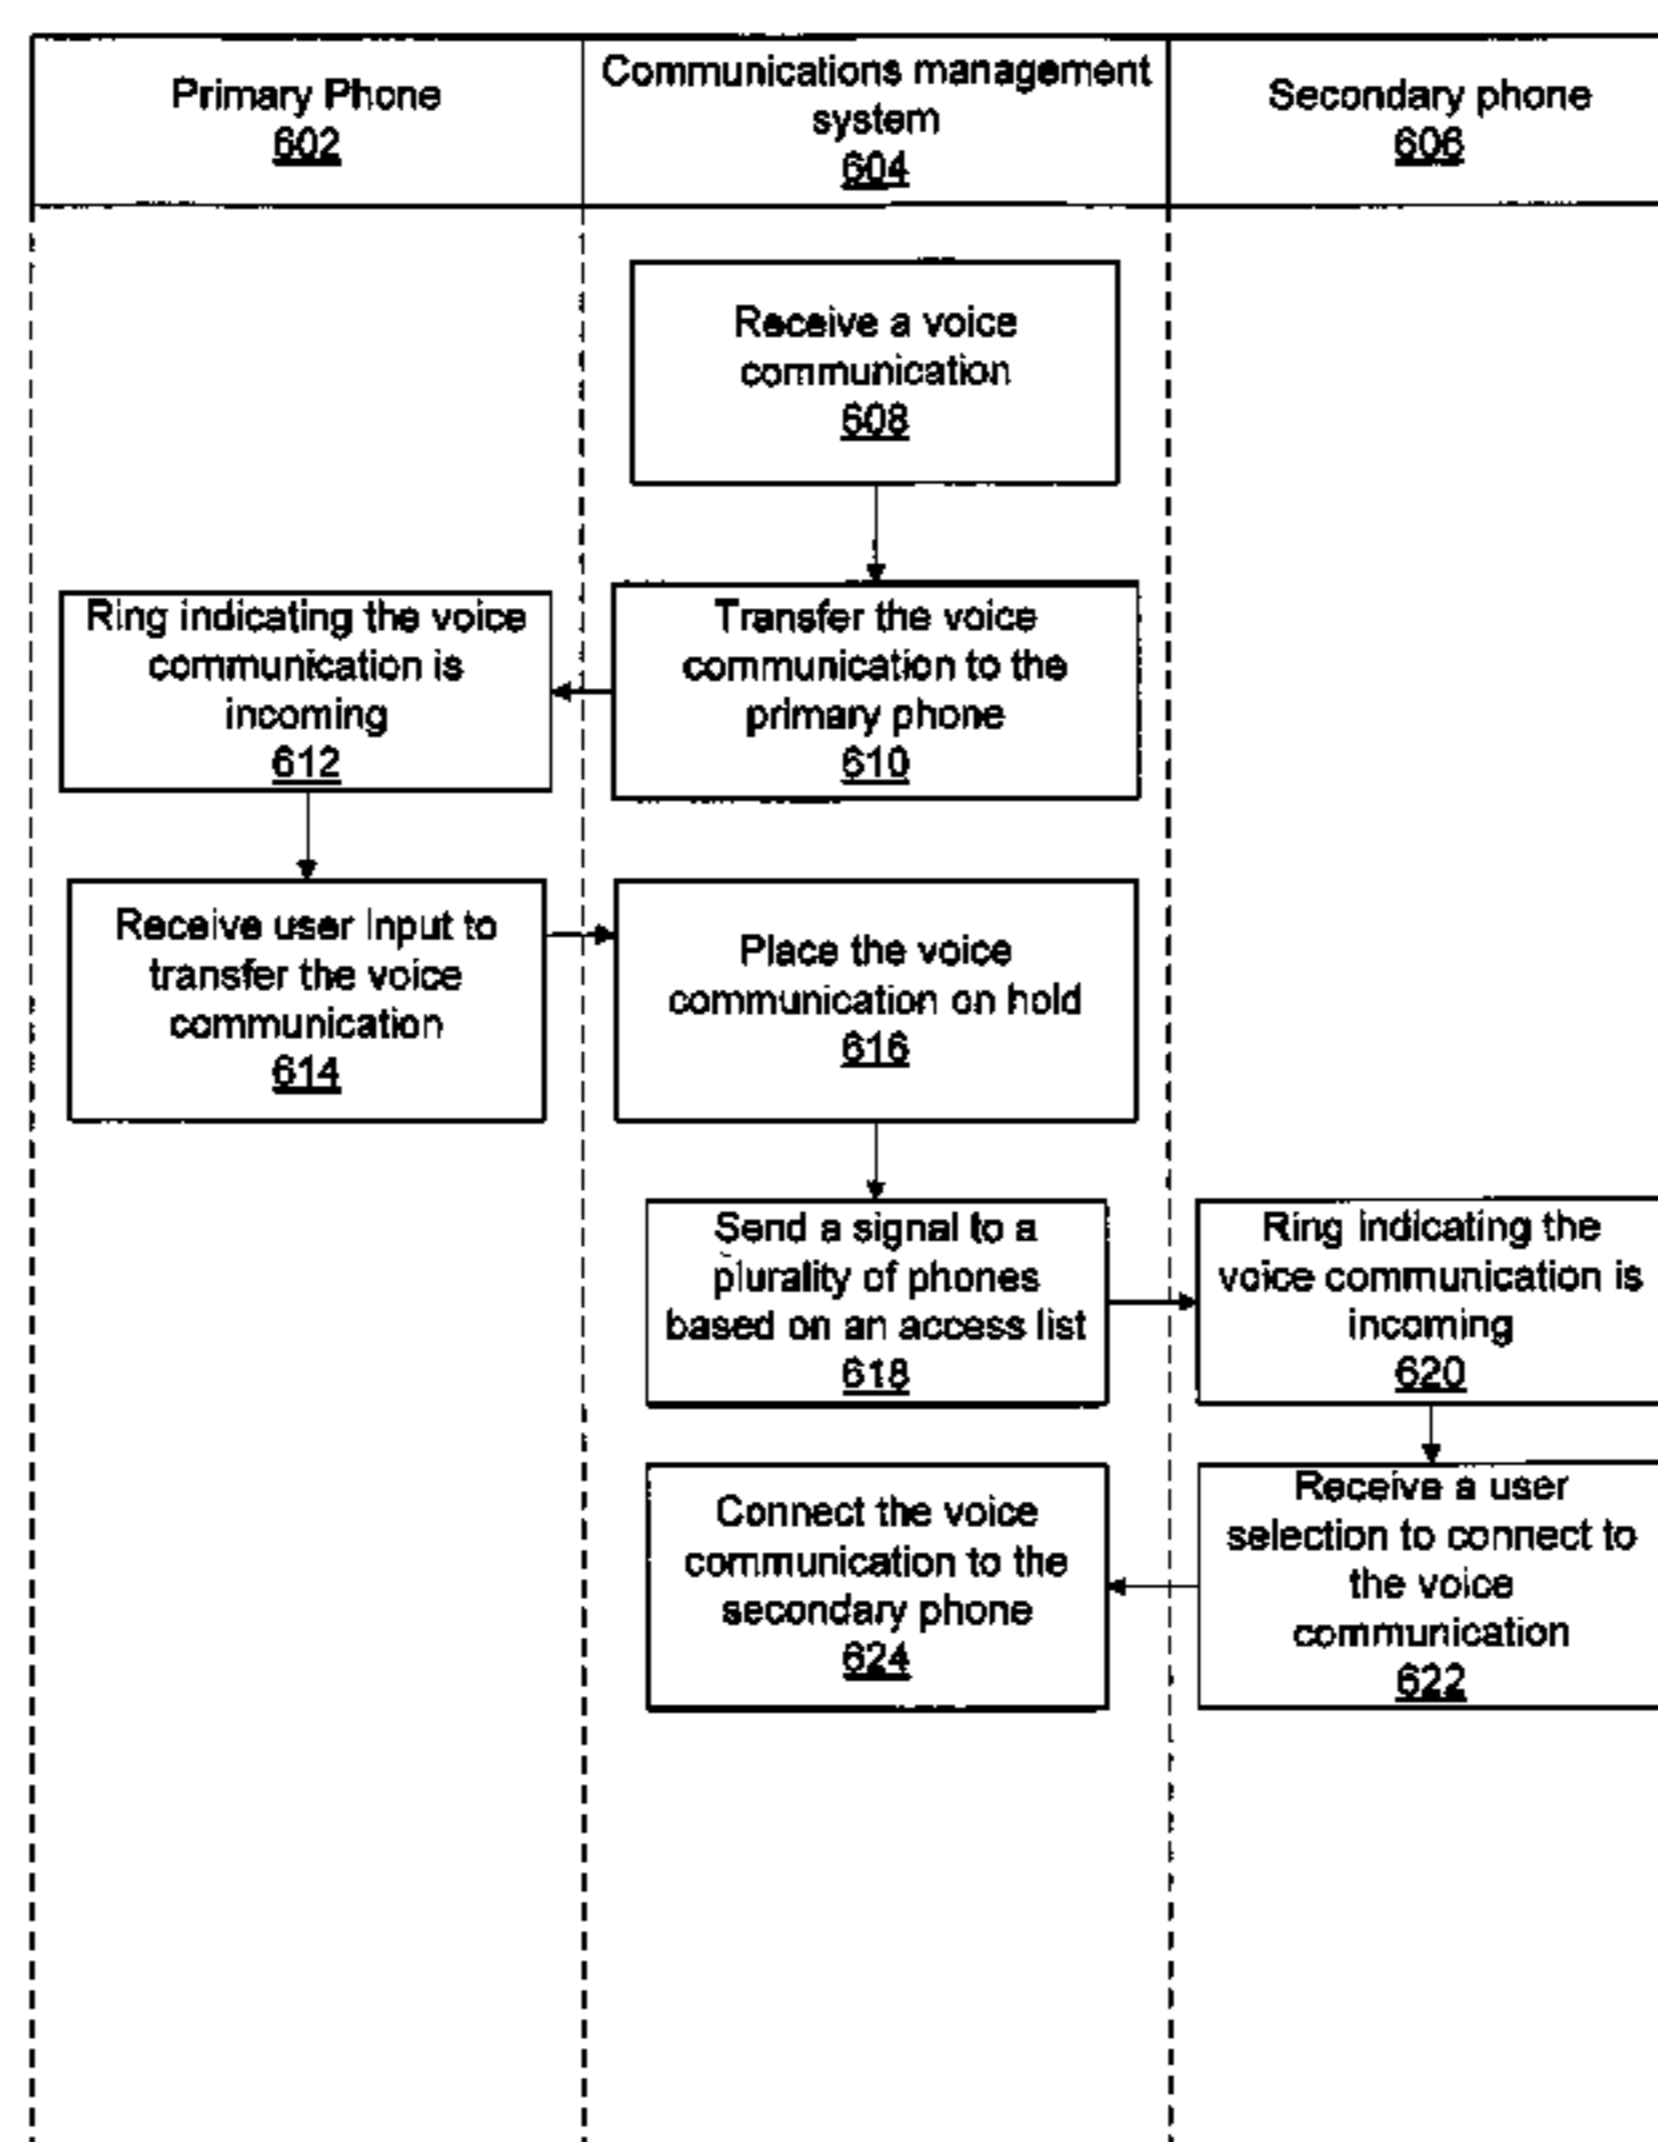 Primary Phone
602
Communications management
system
604
Secondary phone
606
Receive a voice
communication
608
Ring indicating the voice
communication is
incoming
612
Transfer the voice
communication to the
primary phone
610
Receive user input to
transfer the voice
communication
614
Place the voice
communication on hold
616
Send a signal to a
plurality of phones
based on an access list
618
Ring indicating the
voice communication is
incoming
620
Connect the voice
communication to the
secondary phone
624
Receive a user
selection to connect to
the voice
communication
622